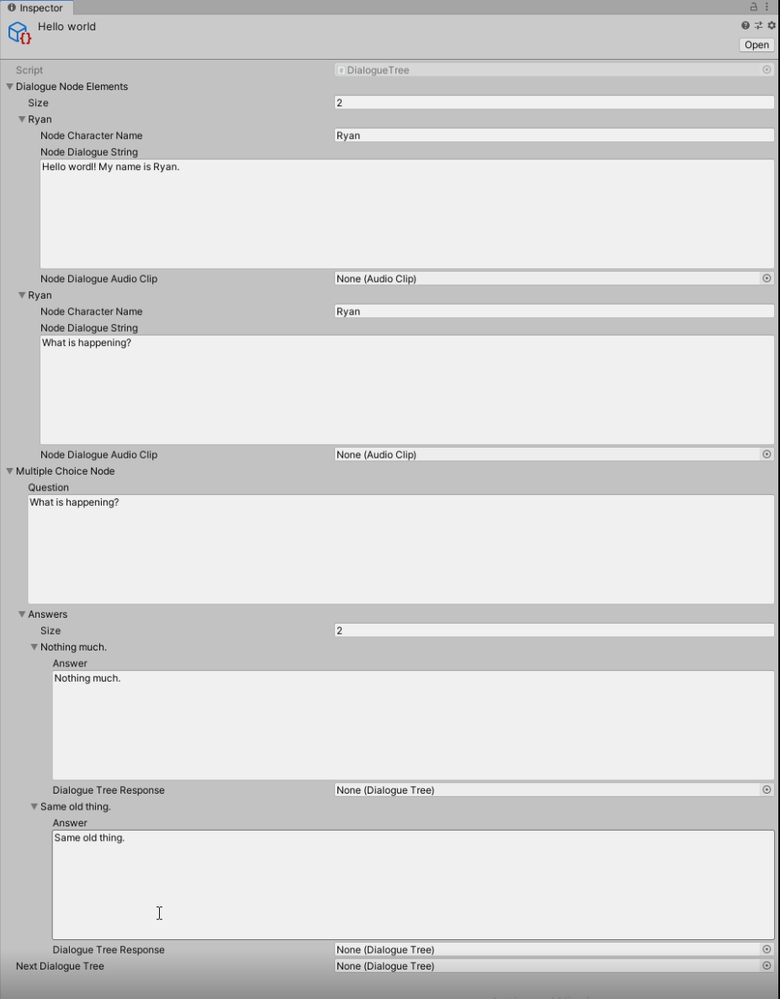 Inspector
Hello world
Open
Script DialogueTree
Dialogue Node Elements
Size 2
Ryan
Node Character Name Ryan
Node Dialogue String
Hello wordl! My name is Ryan.
Node Dialogue Audio Clip None (Audio Clip)
Ryan
Node Character Name Ryan
Node Dialogue String
What is happening?
Node Dialogue Audio Clip None (Audio Clip)
Multiple Choice Node
Question
What is happening?
Answers
Size 2
Nothing much.
Answer
Nothing much.
Dialogue Tree Response None (Dialogue Tree)
Same old thing.
Answer
Same old thing.
Dialogue Tree Response None (Dialogue Tree)
Next Dialogue Tree None (Dialogue Tree)